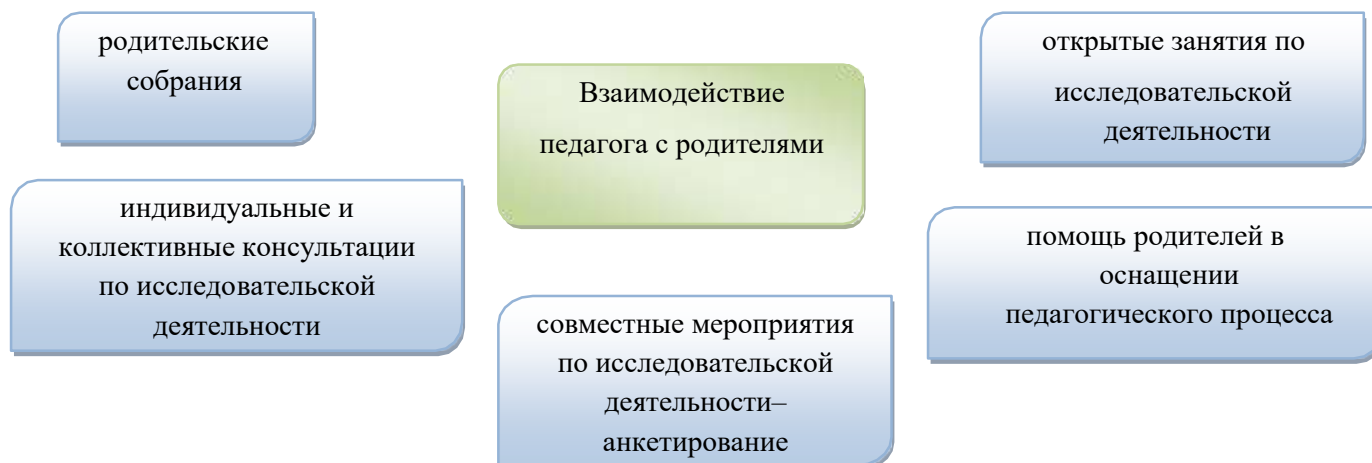 родительские
собрания
Взаимодействие
педагога с родителями
открытые занятия по
исследовательской
деятельности
индивидуальные и
коллективные консультации
по исследовательской
деятельности
помощь родителей в
оснащении
педагогического процесса
совместные мероприятия
по исследовательской
деятельности–
анкетирование